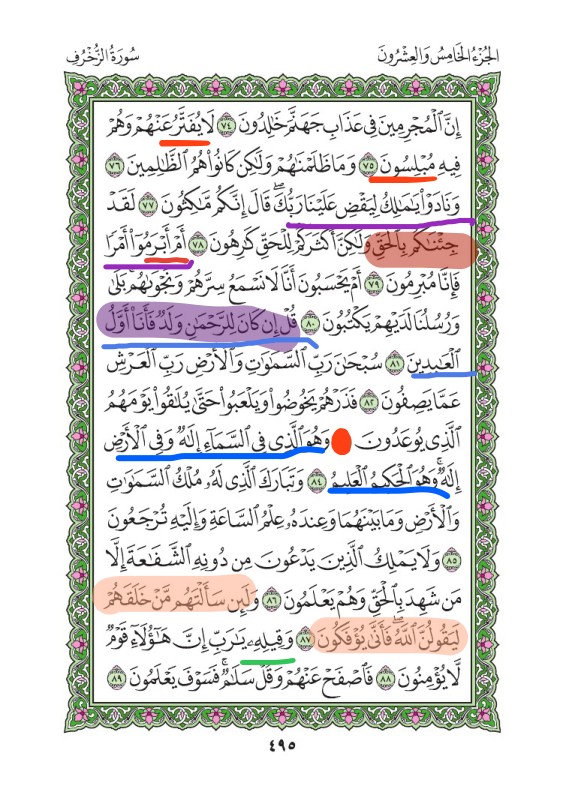 الجُزْءُ الخَامِسُ وَالعِشْرُونَ سُورَةُ الزُّخْرُفِ
إِنَّ ٱلْمُجْرِمِينَ فِي عَذَابِ جَهَنَّمَ خَٰلِدُونَ ٧٤ لَا يُفَتَّرُ عَنْهُمْ وَهُمْ
فِيهِ مُبْلِسُونَ ٧٥ وَمَا ظَلَمْنَٰهُمْ وَلَٰكِن كَانُوا۟ هُمُ ٱلظَّٰلِمِينَ ٧٦
وَنَادَوْا۟ يَٰمَٰلِكُ لِيَقْضِ عَلَيْنَا رَبُّكَۖ قَالَ إِنَّكُم مَّٰكِثُونَ ٧٧ لَقَدْ
جِئْنَٰكُم بِٱلْحَقِّ وَلَٰكِنَّ أَكْثَرَكُمْ لِلْحَقِّ كَٰرِهُونَ ٧٨ أَمْ أَبْرَمُوٓا۟ أَمْرًا
فَإِنَّا مُبْرِمُونَ ٧٩ أَمْ يَحْسَبُونَ أَنَّا لَا نَسْمَعُ سِرَّهُمْ وَنَجْوَىٰهُم بَلَىٰ
وَرُسُلُنَا لَدَيْهِمْ يَكْتُبُونَ ٨٠ قُلْ إِن كَانَ لِلرَّحْمَٰنِ وَلَدٌ فَأَنَا۠ أَوَّلُ
ٱلْعَٰبِدِينَ ٨١ سُبْحَٰنَ رَبِّ ٱلسَّمَٰوَٰتِ وَٱلْأَرْضِ رَبِّ ٱلْعَرْشِ
عَمَّا يَصِفُونَ ٨٢ فَذَرْهُمْ يَخُوضُوا۟ وَيَلْعَبُوا۟ حَتَّىٰ يُلَٰقُوا۟ يَوْمَهُمُ
ٱلَّذِي يُوعَدُونَ وَهُوَ ٱلَّذِي فِي ٱلسَّمَآءِ إِلَٰهٌ وَفِي ٱلْأَرْضِ
إِلَٰهٌۚ وَهُوَ ٱلْحَكِيمُ ٱلْعَلِيمُ ٨٤ وَتَبَارَكَ ٱلَّذِي لَهُۥ مُلْكُ ٱلسَّمَٰوَٰتِ
وَٱلْأَرْضِ وَمَا بَيْنَهُمَا وَعِندَهُۥ عِلْمُ ٱلسَّاعَةِ وَإِلَيْهِ تُرْجَعُونَ
٨٥ وَلَا يَمْلِكُ ٱلَّذِينَ يَدْعُونَ مِن دُونِهِ ٱلشَّفَٰعَةَ إِلَّا
مَن شَهِدَ بِٱلْحَقِّ وَهُمْ يَعْلَمُونَ ٨٦ وَلَئِن سَأَلْتَهُم مَّنْ خَلَقَهُمْ
لَيَقُولُنَّ ٱللَّهُۖ فَأَنَّىٰ يُؤْفَكُونَ ٨٧ وَقِيلِهِۦ يَٰرَبِّ إِنَّ هَٰٓؤُلَآءِ قَوْمٌ
لَّا يُؤْمِنُونَ ٨٨ فَٱصْفَحْ عَنْهُمْ وَقُلْ سَلَٰمٌۚ فَسَوْفَ يَعْلَمُونَ ٨٩
٤٩٥